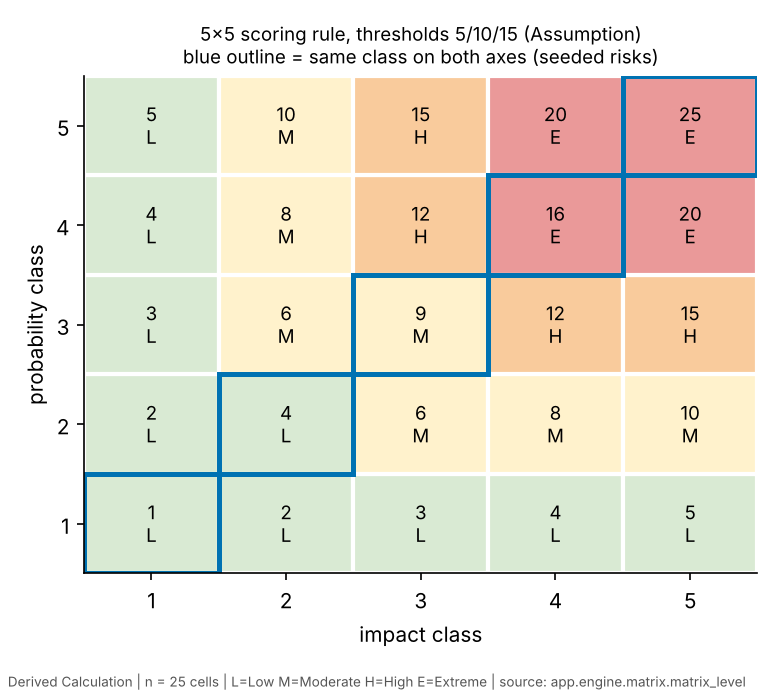 5×5 scoring rule, thresholds 5/10/15 (Assumption)
blue outline = same class on both axes (seeded risks)
probability class
5
5
L
10
M
15
H
20
E
25
E
4
4
L
8
M
12
H
16
E
20
E
3
3
L
6
M
9
M
12
H
15
H
2
2
L
4
L
6
M
8
M
10
M
1
1
L
2
L
3
L
4
L
5
L
1
2
3
4
5
impact class
Derived Calculation | n = 25 cells | L=Low M=Moderate H=High E=Extreme | source: app.engine.matrix.matrix_level